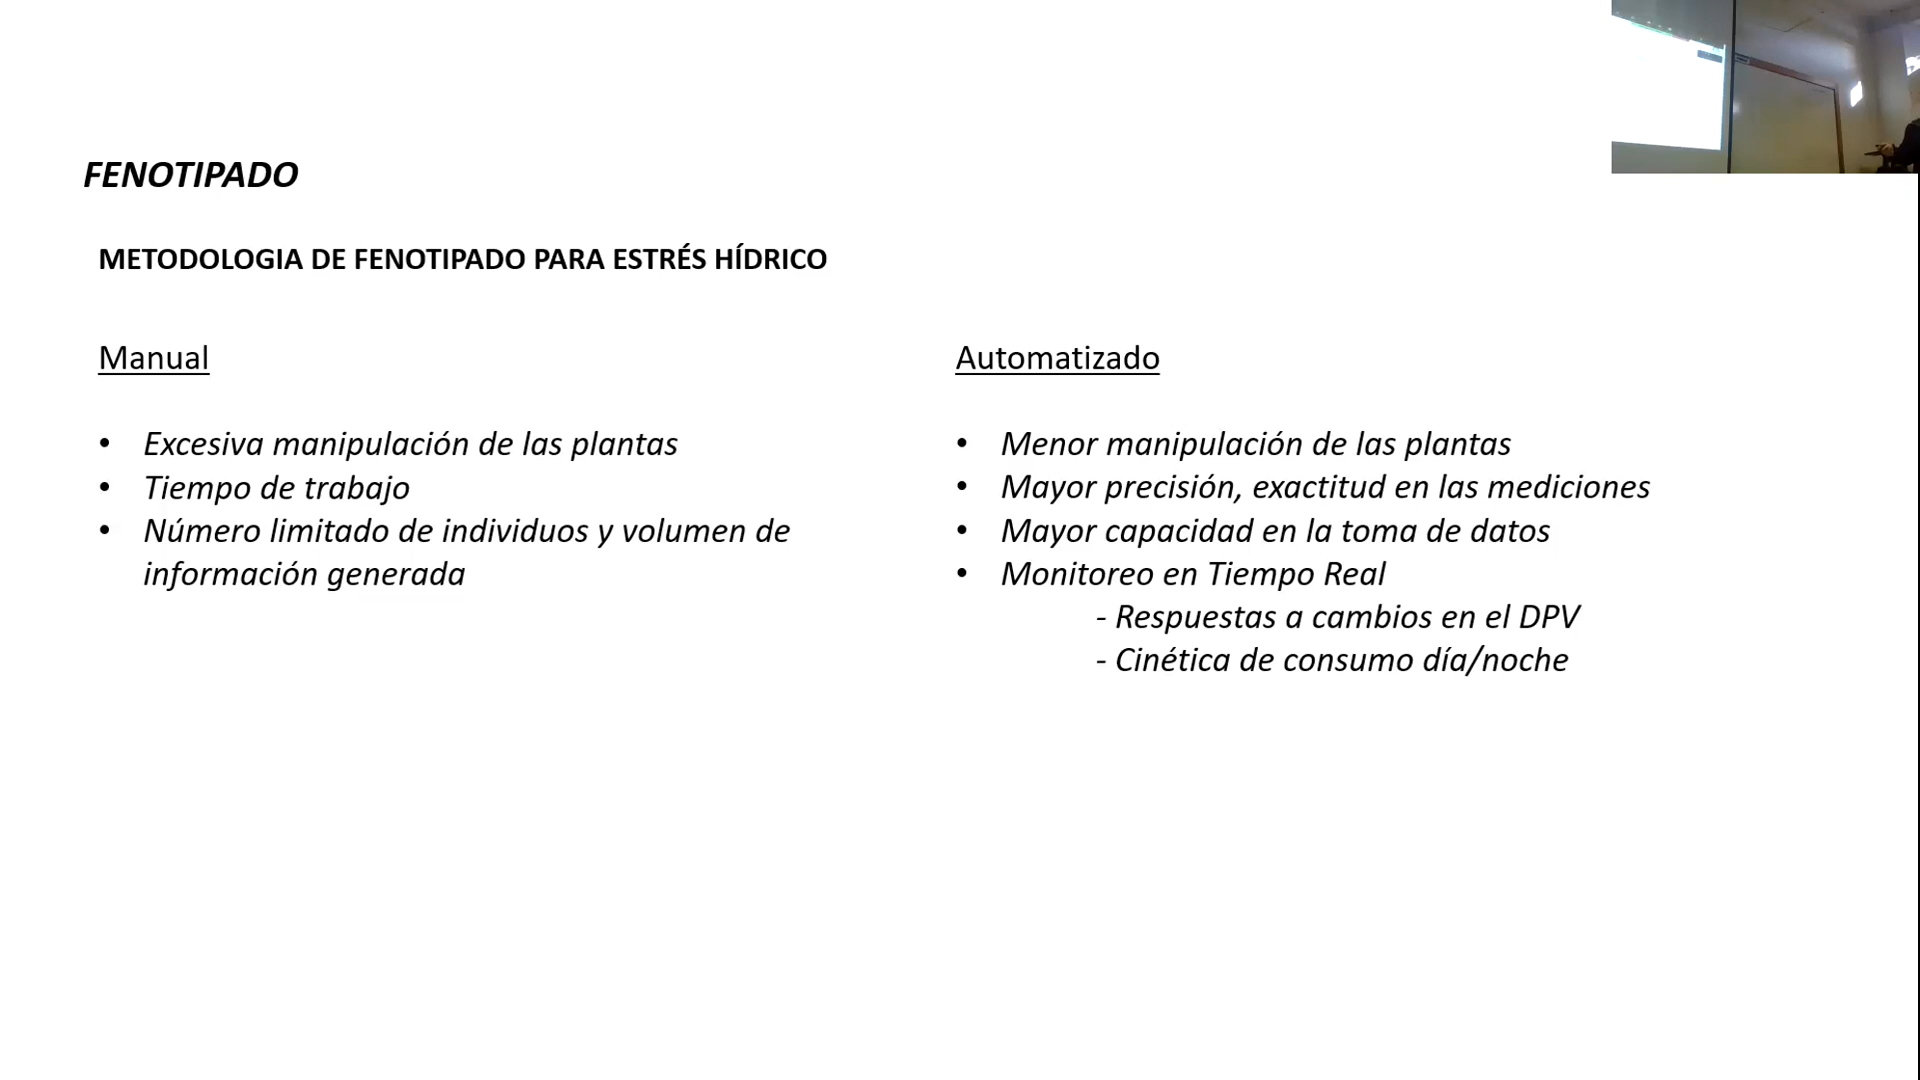 FENOTIPADO
METODOLOGIA DE FENOTIPADO PARA ESTRÉS HÍDRICO
Manual
• Excesiva manipulación de las plantas
• Tiempo de trabajo
• Número limitado de individuos y volumen de
información generada
Automatizado
• Menor manipulación de las plantas
• Mayor precisión, exactitud en las mediciones
• Mayor capacidad en la toma de datos
• Monitoreo en Tiempo Real
- Respuestas a cambios en el DPV
- Cinética de consumo día/noche